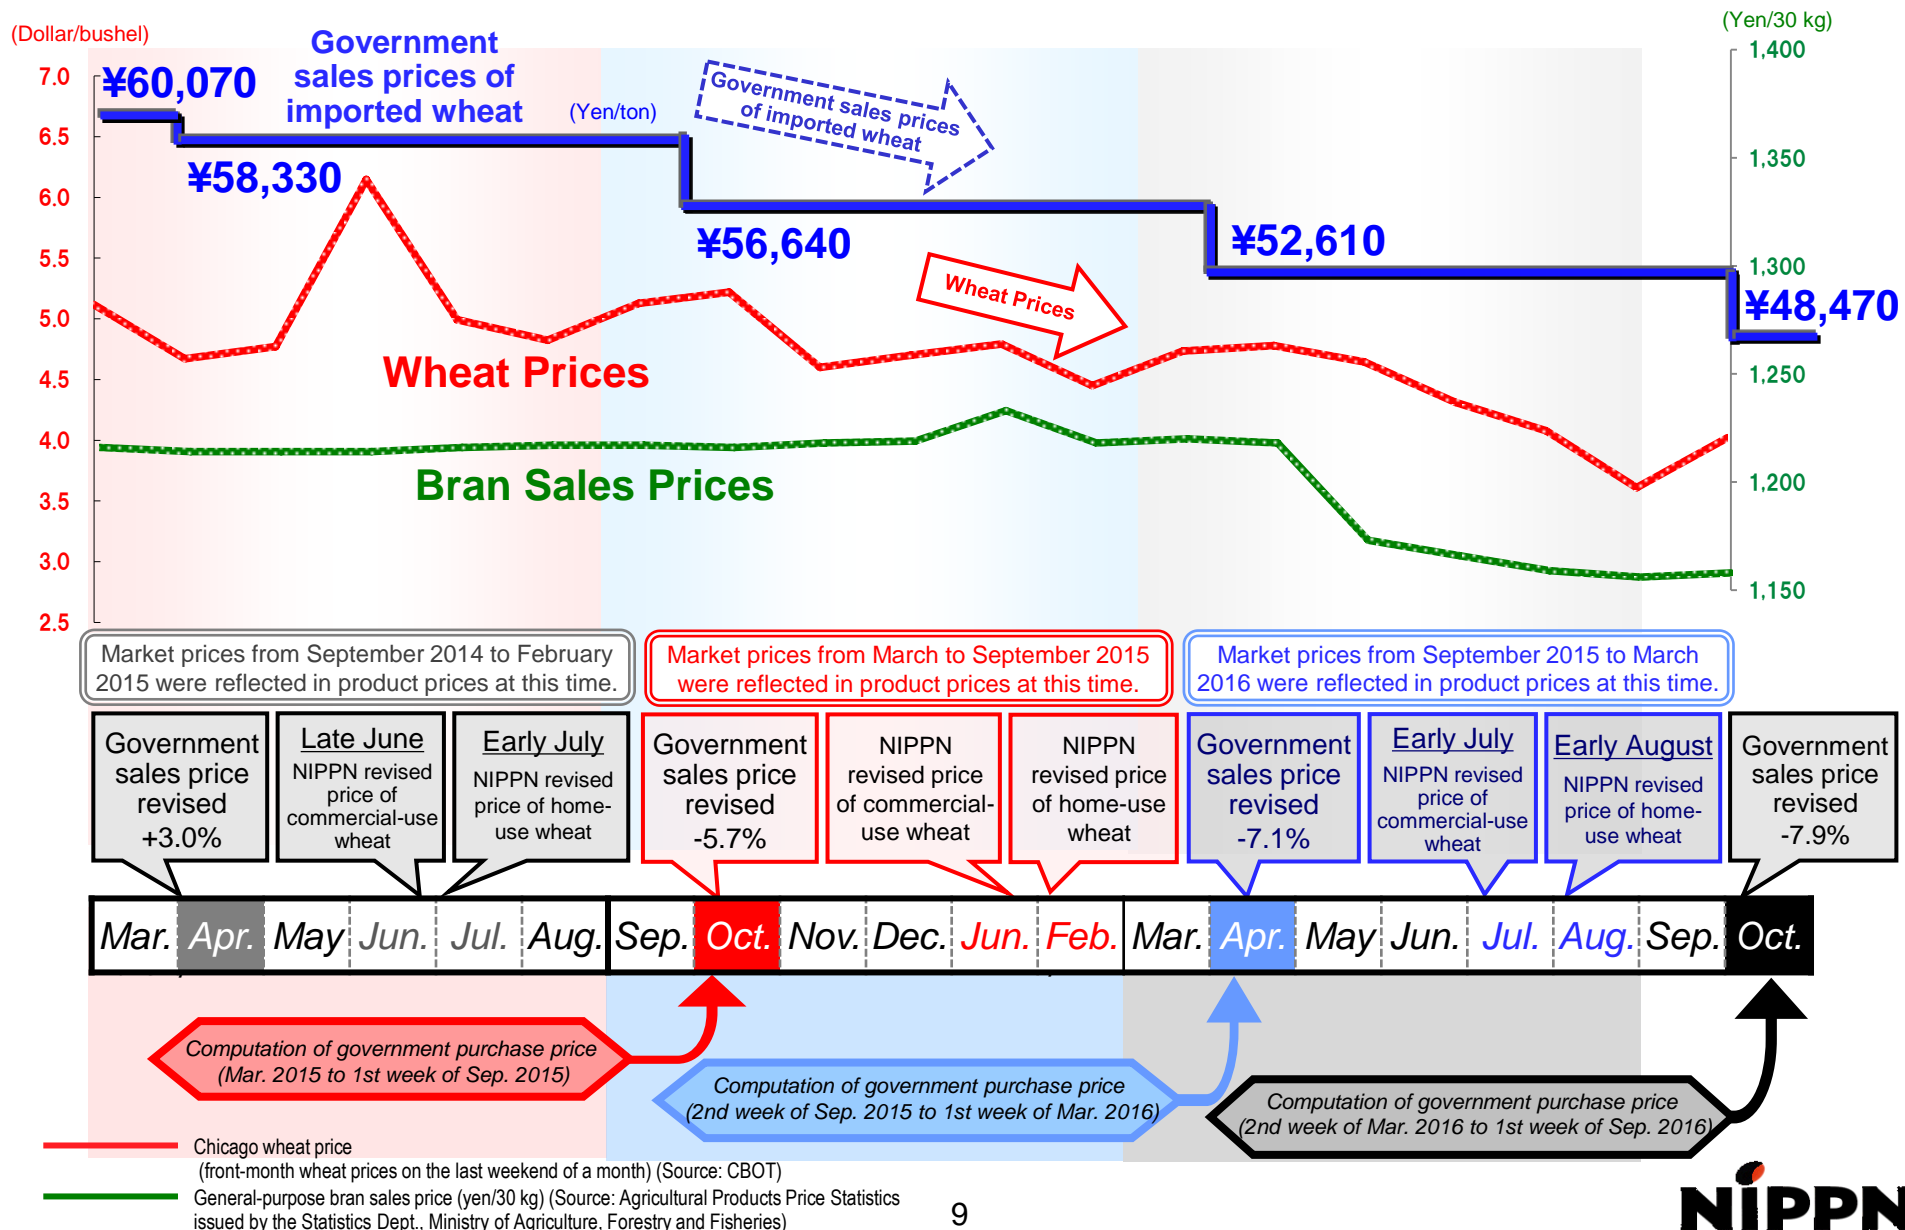 (Dollar/bushel)
(Yen/30 kg)
Government
sales prices of
imported wheat
(Yen/ton)
Government sales prices
of imported wheat
7.0
6.5
6.0
5.5
5.0
4.5
4.0
3.5
3.0
2.5
1,400
1,350
1,300
1,250
1,200
1,150
¥60,070
¥58,330
¥56,640
¥52,610
¥48,470
Wheat Prices
Wheat Prices
Bran Sales Prices
Market prices from September 2014 to February
2015 were reflected in product prices at this time.
Market prices from March to September 2015
were reflected in product prices at this time.
Market prices from September 2015 to March
2016 were reflected in product prices at this time.
Government
sales price
revised
+3.0%
Late June
NIPPN revised
price of
commercial-use
wheat
Early July
NIPPN revised
price of home-
use wheat
Government
sales price
revised
-5.7%
NIPPN
revised price
of commercial-
use wheat
NIPPN
revised price
of home-use
wheat
Government
sales price
revised
-7.1%
Early July
NIPPN revised
price of
commercial-use
wheat
Early August
NIPPN revised
price of home-
use wheat
Government
sales price
revised
-7.9%
Mar. Apr. May Jun. Jul. Aug. Sep. Oct. Nov. Dec. Jun. Feb. Mar. Apr. May Jun. Jul. Aug. Sep. Oct.
Computation of government purchase price
(Mar. 2015 to 1st week of Sep. 2015)
Computation of government purchase price
(2nd week of Sep. 2015 to 1st week of Mar. 2016)
Computation of government purchase price
(2nd week of Mar. 2016 to 1st week of Sep. 2016)
Chicago wheat price
(front-month wheat prices on the last weekend of a month) (Source: CBOT)
General-purpose bran sales price (yen/30 kg) (Source: Agricultural Products Price Statistics
issued by the Statistics Dept., Ministry of Agriculture, Forestry and Fisheries)
9
NIPPN